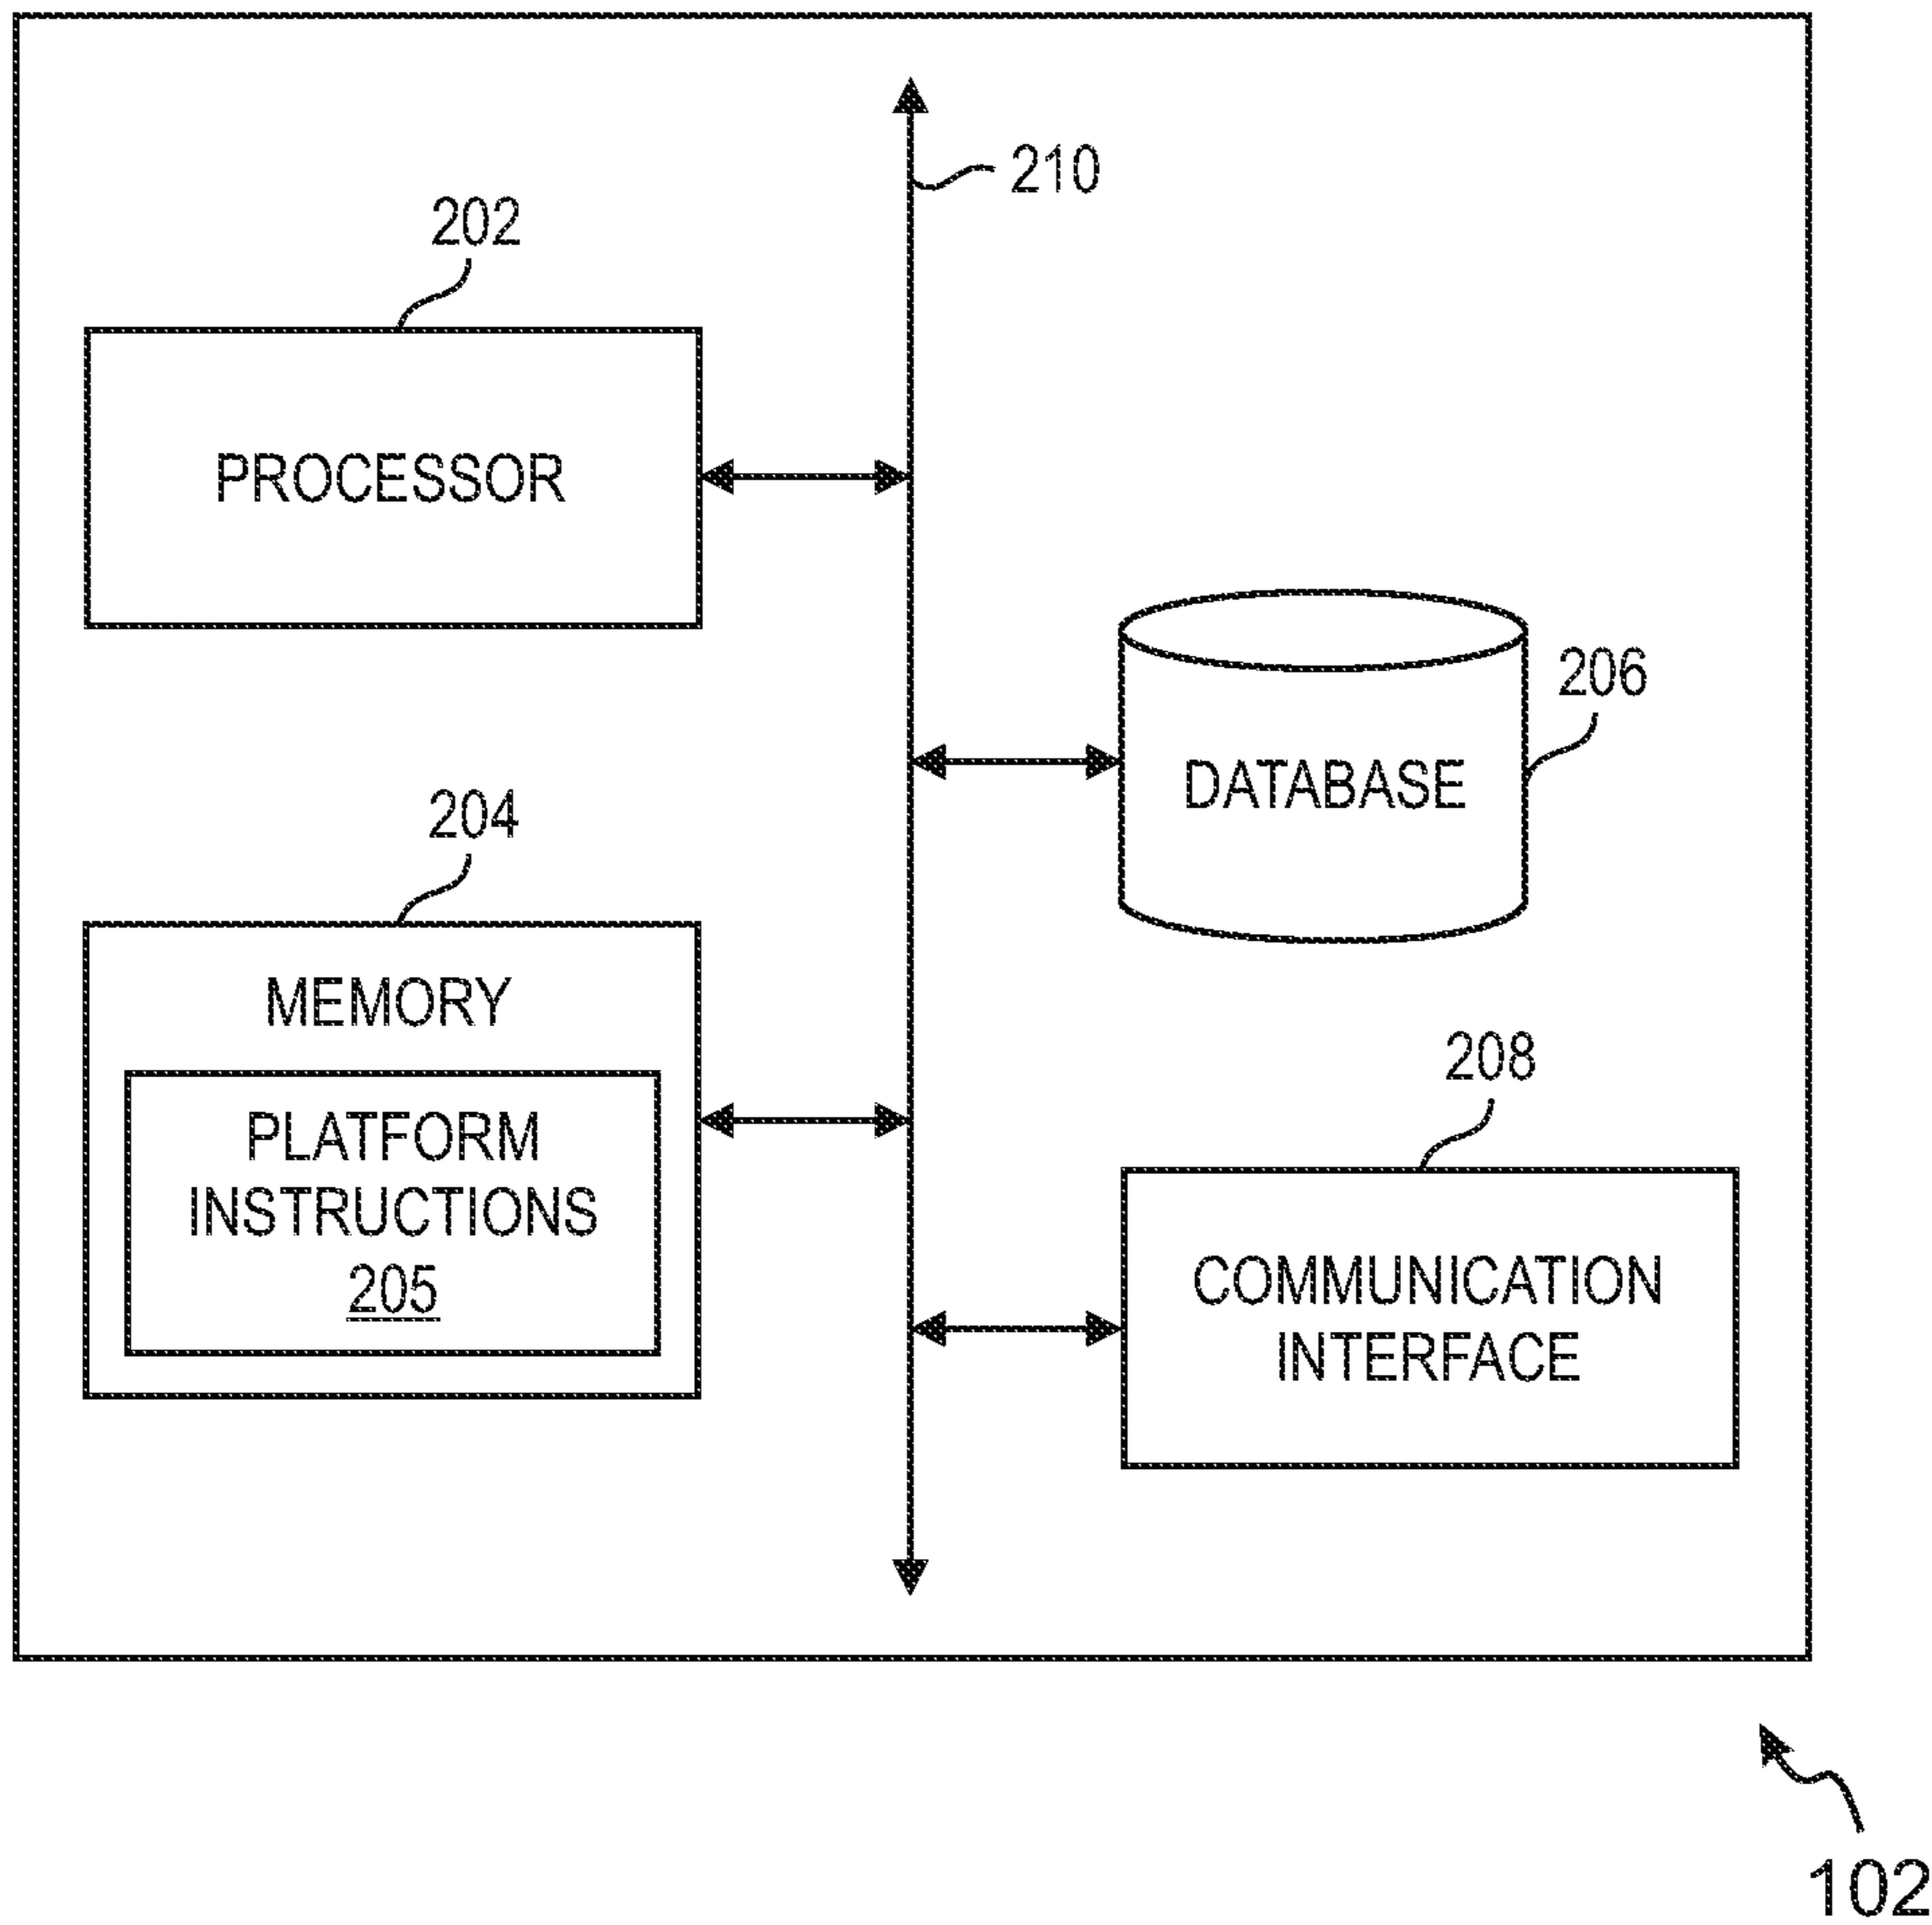 210
202
PROCESSOR
206
DATABASE
204
MEMORY
PLATFORM
INSTRUCTIONS
205
208
COMMUNICATION
INTERFACE
102